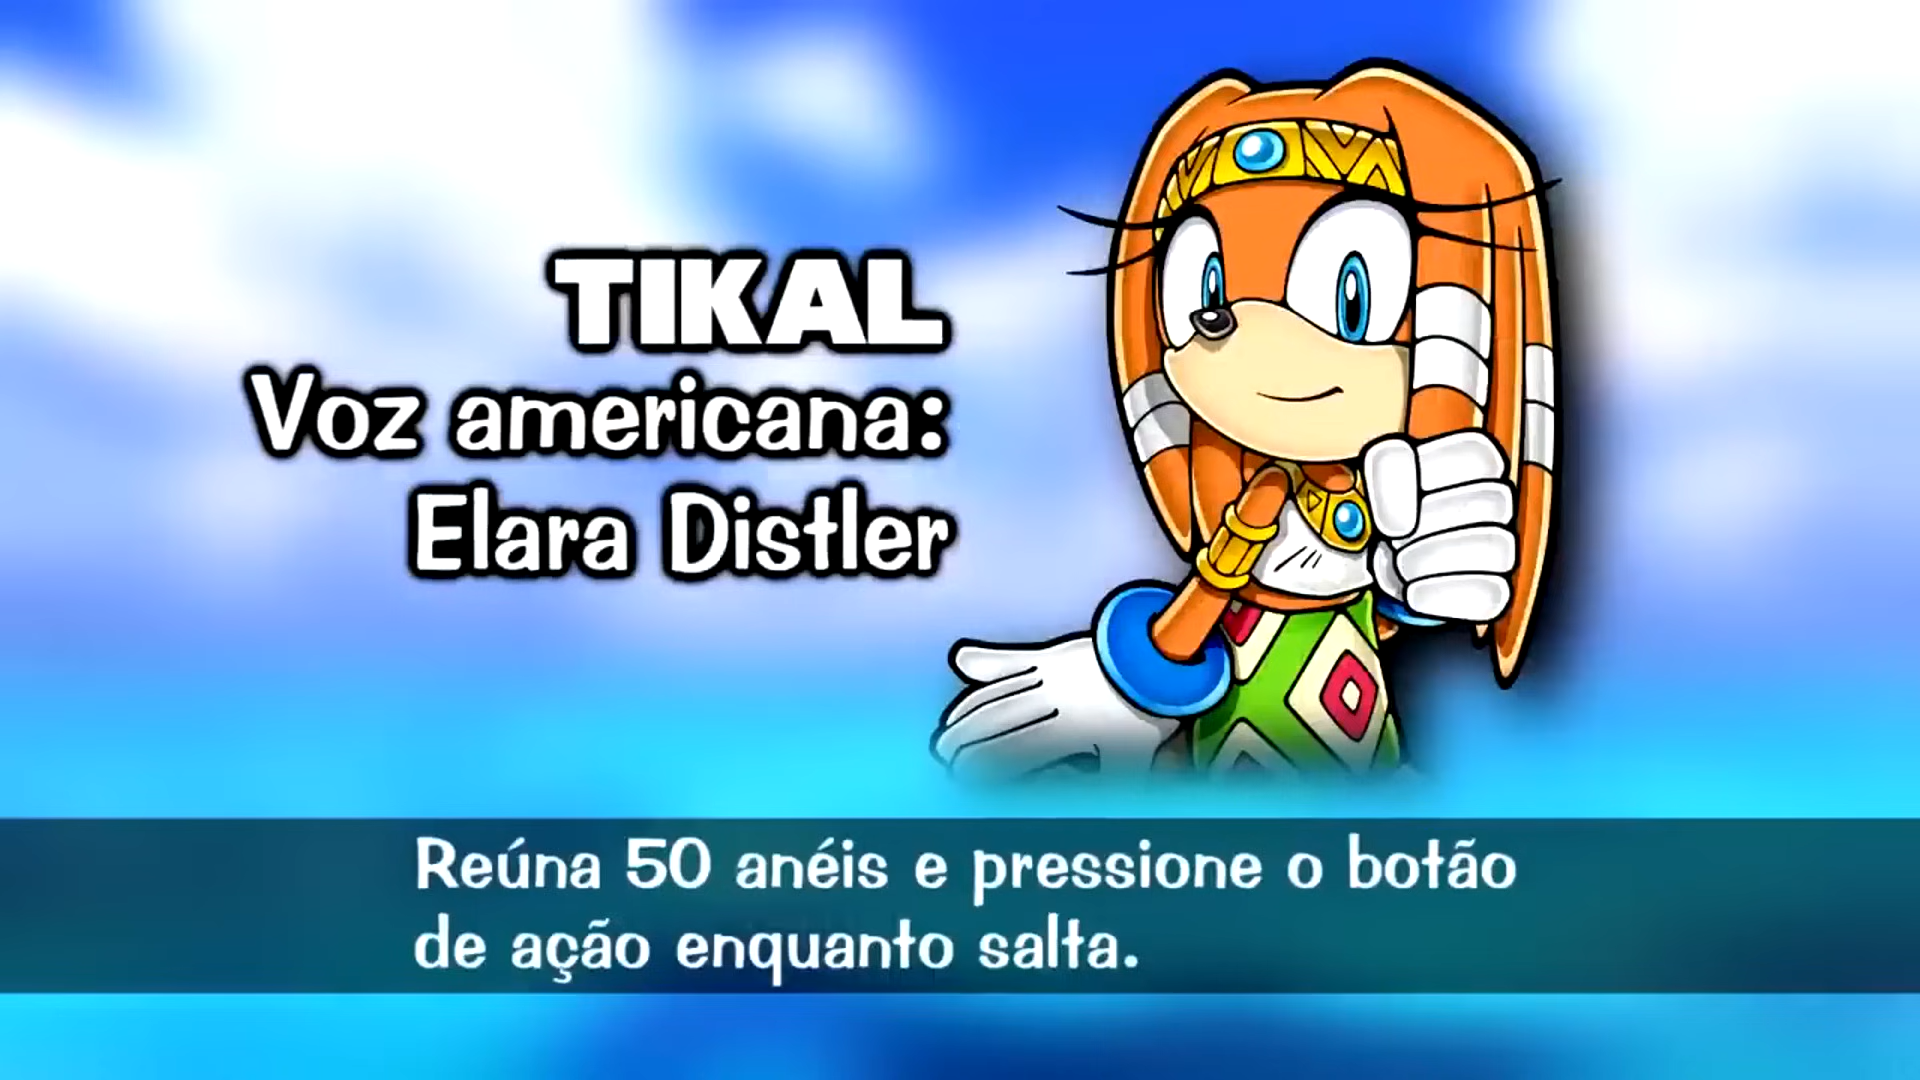 TIKAL
Voz americana:
Elara Distler
Reúna 50 anéis e pressione o botão
de ação enquanto salta.